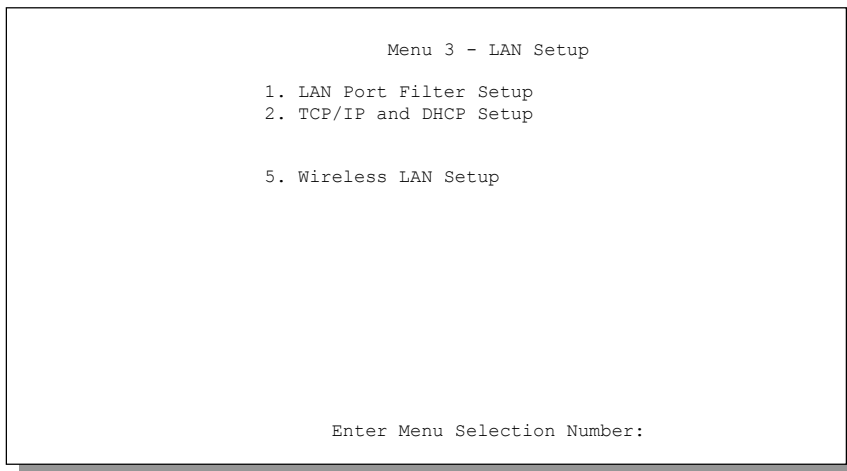 Menu 3 - LAN Setup
1. LAN Port Filter Setup
2. TCP/IP and DHCP Setup
5. Wireless LAN Setup
Enter Menu Selection Number: